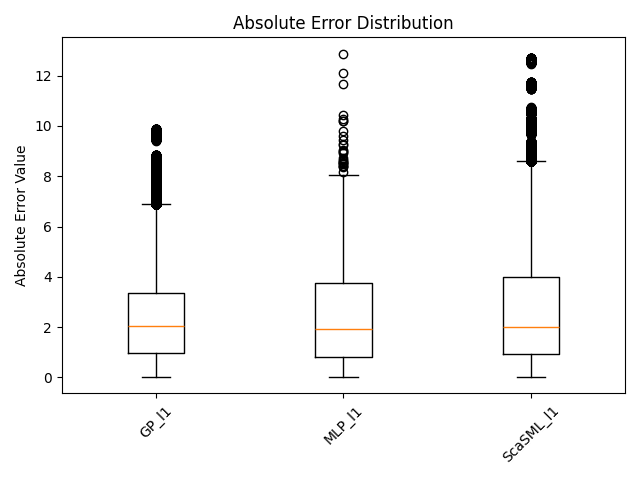 Absolute Error Distribution
Absolute Error Value
12
10
8
6
4
2
0
GP_l1
MLP_l1
ScaSML_l1